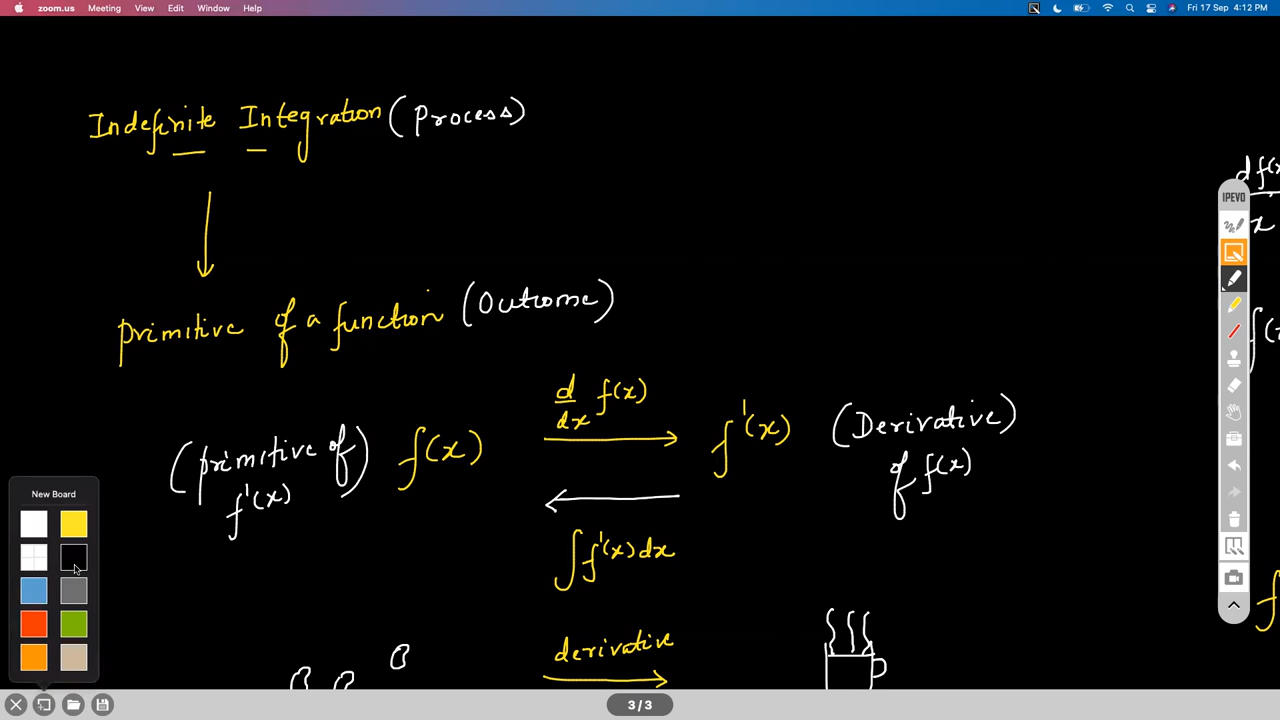 zoom.us Meeting View Edit Window Help Fri 17 Sep 4:12 PM
Indefinite Integration (Process)
primitive of a function (Outcome)
d/dx f(x)
(primitive of) f(x) f'(x) (Derivative)
f'(x) of f(x)
∫f'(x)dx
derivative
df(x
x
f(x
f
IPEVO
New Board
3/3